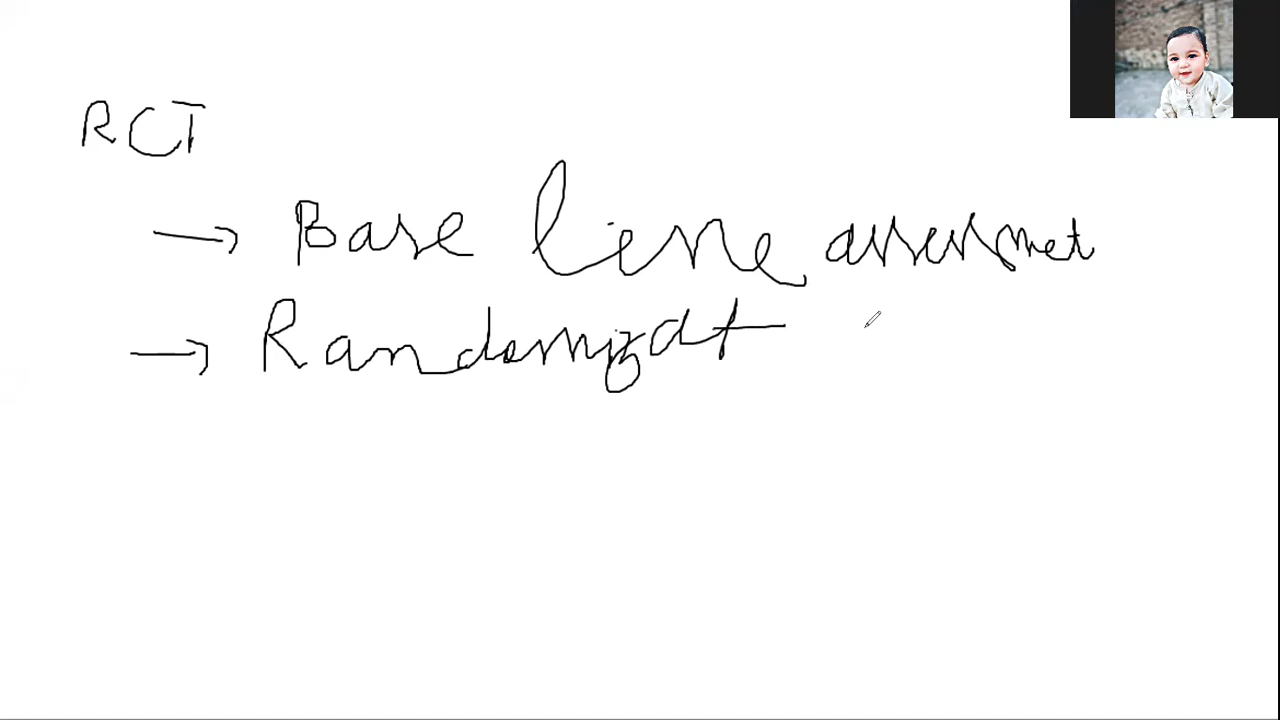 RCT
→ Base line assessmet
→ Randomizat